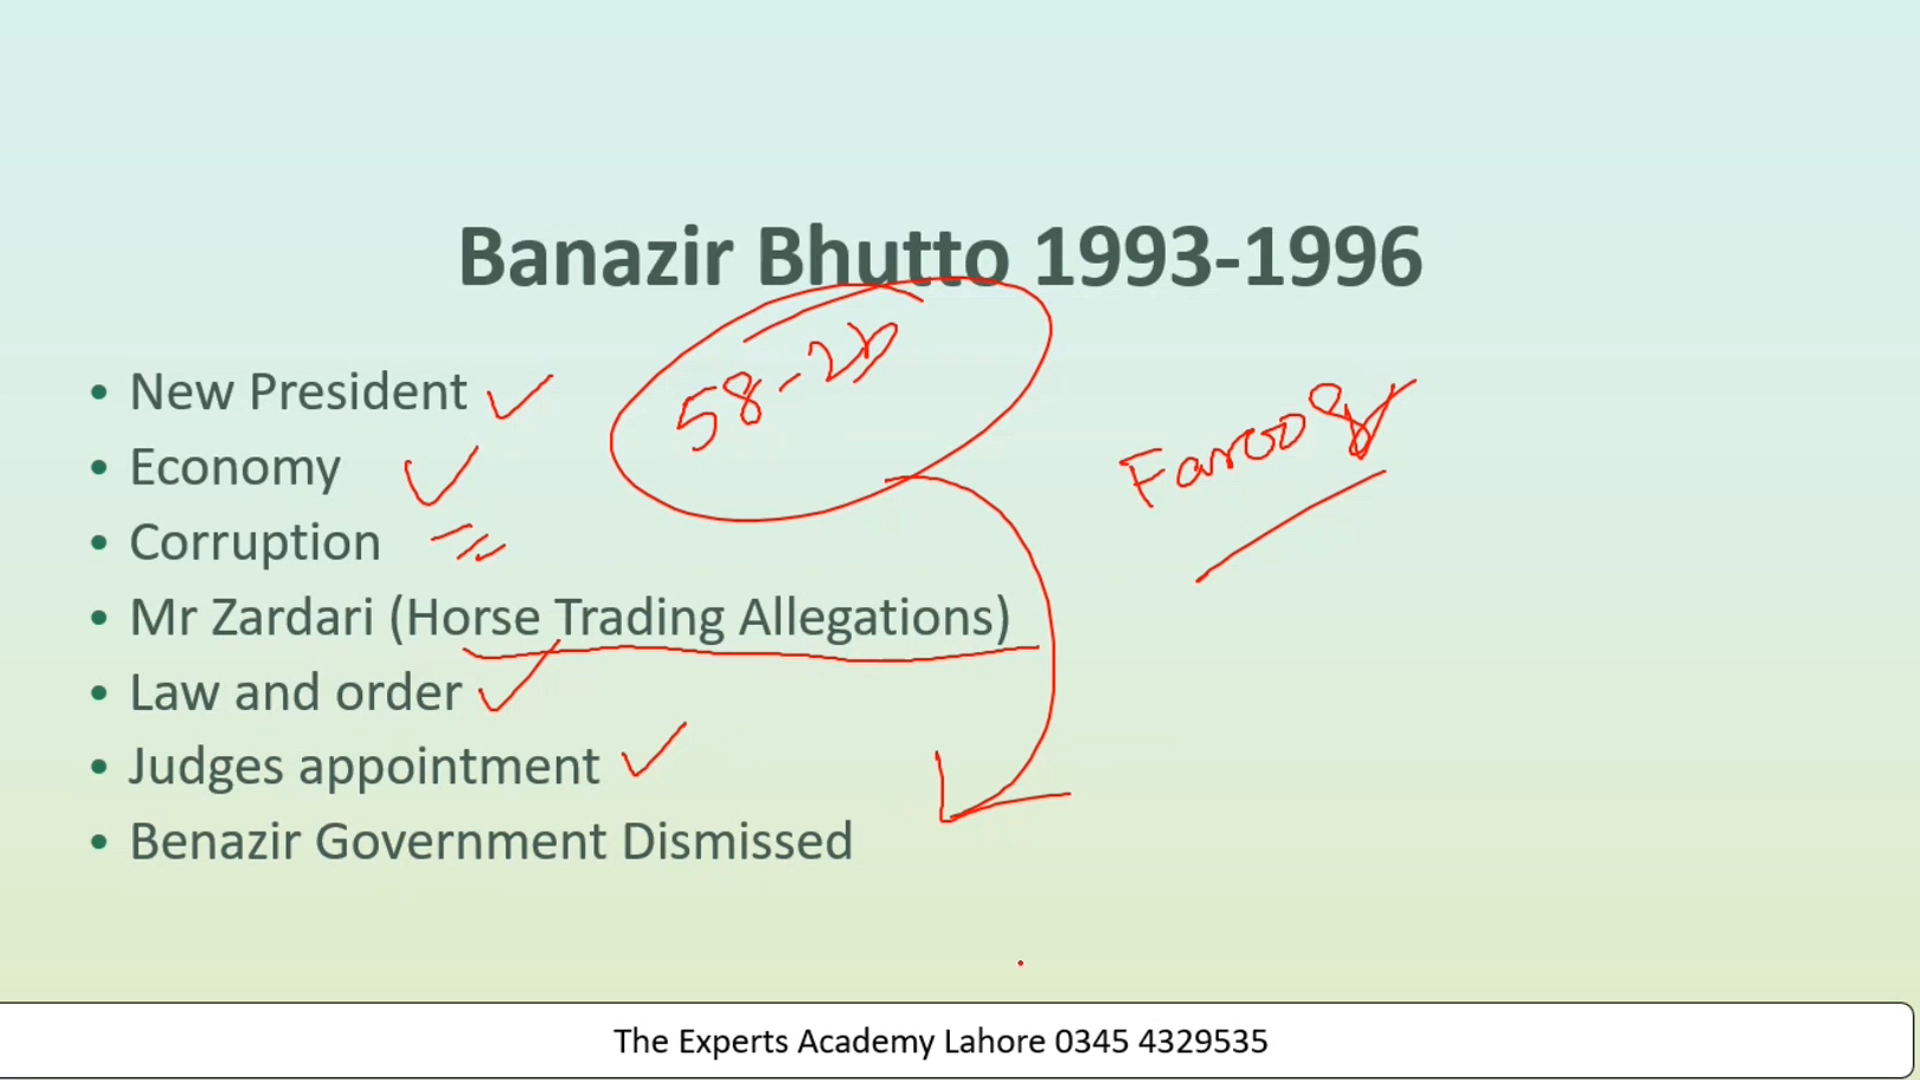 Banazir Bhutto 1993-1996
58-2b
Farooq
• New President
• Economy
• Corruption
• Mr Zardari (Horse Trading Allegations)
• Law and order
• Judges appointment
• Benazir Government Dismissed
The Experts Academy Lahore 0345 4329535